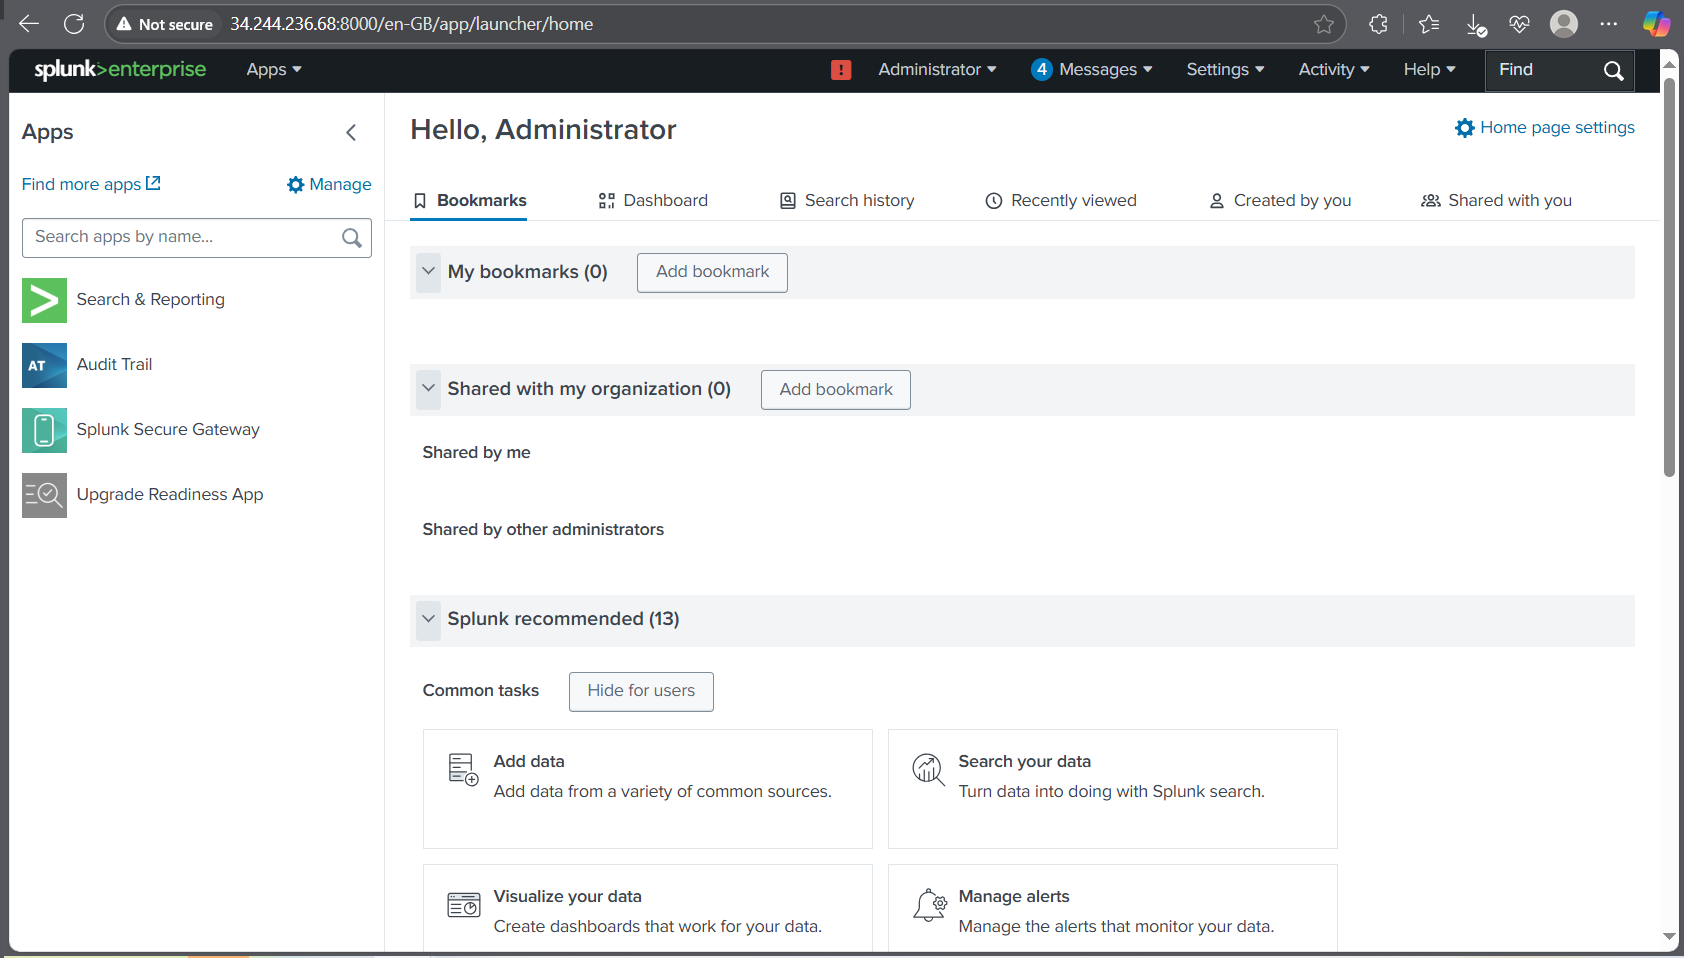 Not secure 34.244.236.68:8000/en-GB/app/launcher/home
splunk>enterprise Apps ! Administrator 4 Messages Settings Activity Help Find
Apps
Find more apps Manage
Search apps by name...
Search & Reporting
AT Audit Trail
Splunk Secure Gateway
Upgrade Readiness App
Hello, Administrator
Home page settings
Bookmarks Dashboard Search history Recently viewed Created by you Shared with you
My bookmarks (0) Add bookmark
Shared with my organization (0) Add bookmark
Shared by me
Shared by other administrators
Splunk recommended (13)
Common tasks Hide for users
Add data
Add data from a variety of common sources.
Search your data
Turn data into doing with Splunk search.
Visualize your data
Create dashboards that work for your data.
Manage alerts
Manage the alerts that monitor your data.